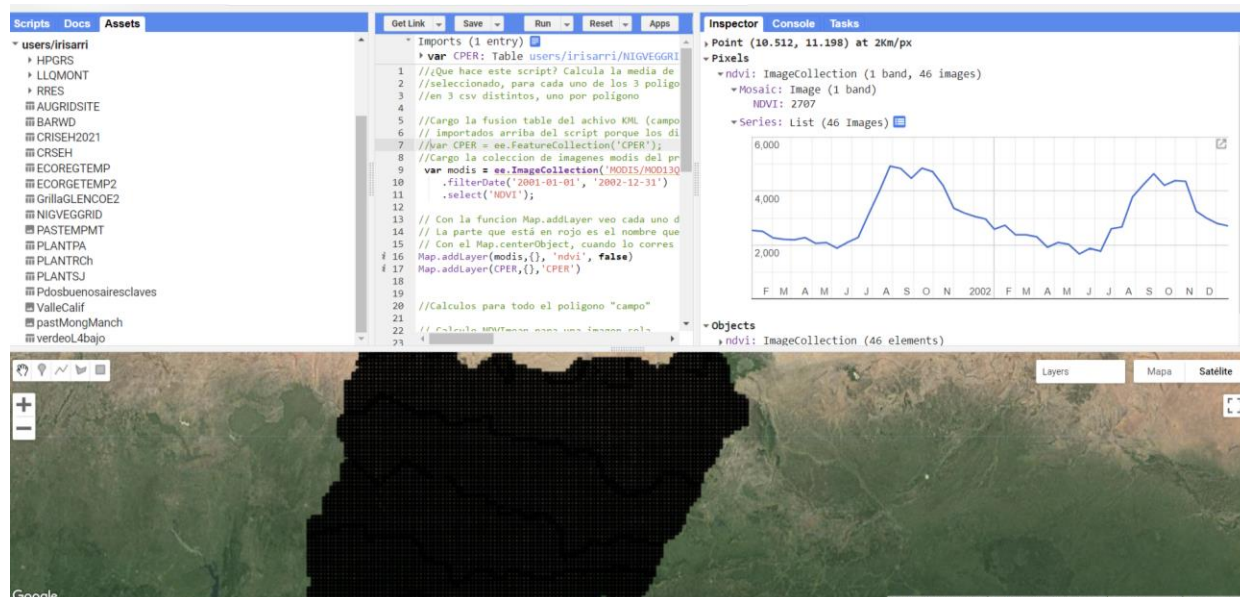 Scripts Docs Assets
users/irisarri
HPGRS
LLQMONT
RRES
AUGRIDSITE
BARWD
CRISEH2021
CRSEH
ECOREGTEMP
ECORGETEMP2
GrillaGLENCOE2
NIGVEGGRID
PASTEMPMT
PLANTPA
PLANTRCh
PLANTSJ
Pdosbuenosairesclaves
ValleCalif
pastMongManch
verdeoL4bajo
Get Link Save Run Reset Apps
Imports (1 entry)
var CPER: Table users/irisarri/NIGVEGGRI
1 //¿Que hace este script? Calcula la media de
2 //seleccionado, para cada uno de los 3 poligo
3 //en 3 csv distintos, uno por polígono
4
5 //Cargo la fusion table del achivo KML (campo
6 // importados arriba del script porque los di
7 //var CPER = ee.FeatureCollection('CPER');
8 //Cargo la coleccion de imagenes modis del pr
9 var modis = ee.ImageCollection('MODIS/MOD13Q
10 .filterDate('2001-01-01', '2002-12-31')
11 .select('NDVI');
12
13 // Con la funcion Map.addLayer veo cada uno d
14 // La parte que está en rojo es el nombre que
15 // Con el Map.centerObject, cuando lo corres
i 16 Map.addLayer(modis,{}, 'ndvi', false)
i 17 Map.addLayer(CPER,{},'CPER')
18
19
20 //Calculos para todo el poligono "campo"
21
22 // Calculo NDVImean para una imagen sola
23
Inspector Console Tasks
Point (10.512, 11.198) at 2Km/px
Pixels
ndvi: ImageCollection (1 band, 46 images)
Mosaic: Image (1 band)
NDVI: 2707
Series: List (46 Images)
6,000
4,000
2,000
F M A M J J A S O N 2002 F M A M J J A S O N D
Objects
ndvi: ImageCollection (46 elements)
Layers Mapa Satélite
Google